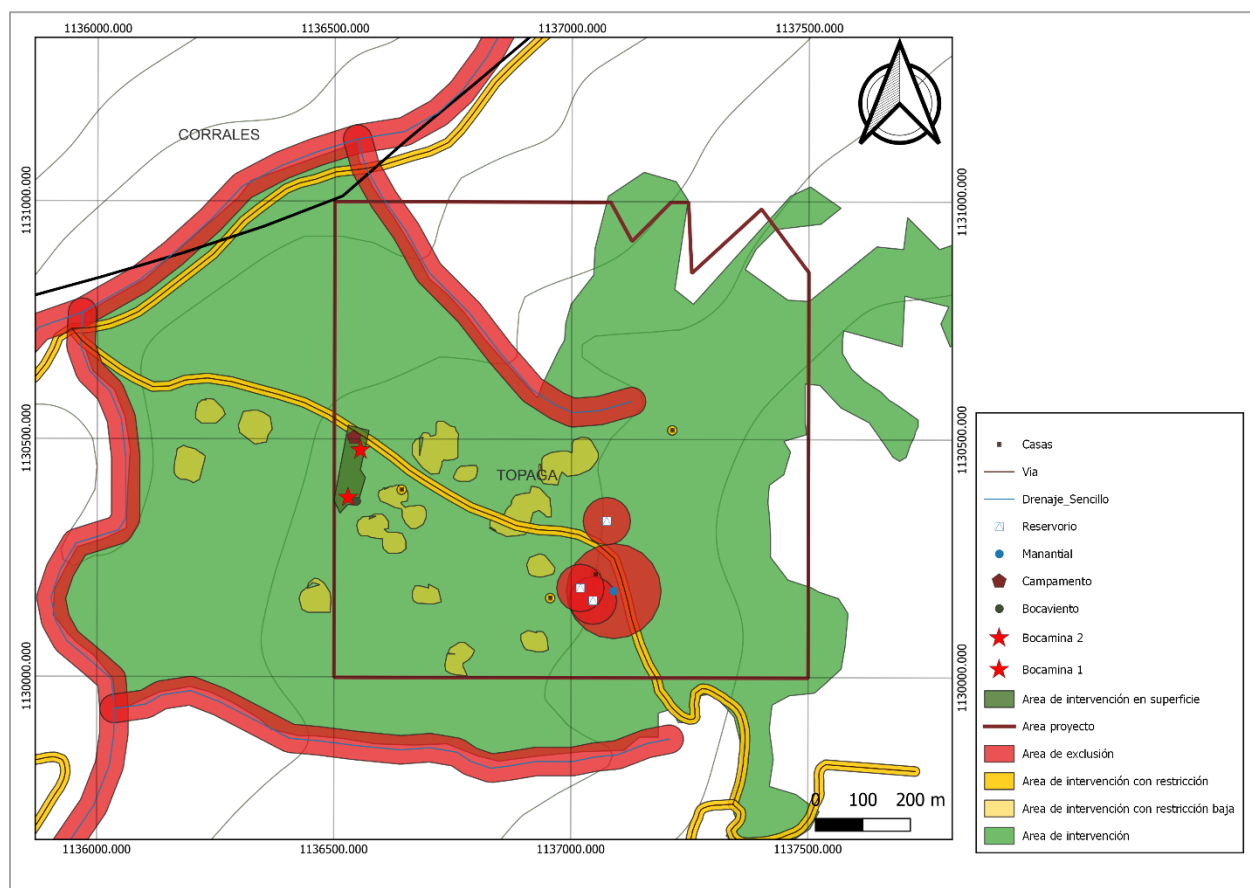 1136000.000
1136500.000
1137000.000
1137500.000
CORRALES
1131000.000
1131000.000
1130500.000
1130500.000
TOPAGA
1130000.000
1130000.000
0 100 200 m
1136000.000
1136500.000
1137000.000
1137500.000
Casas
Via
Drenaje_Sencillo
Reservorio
Manantial
Campamento
Bocaviento
Bocamina 2
Bocamina 1
Area de intervención en superficie
Area proyecto
Area de exclusión
Area de intervención con restricción
Area de intervención con restricción baja
Area de intervención